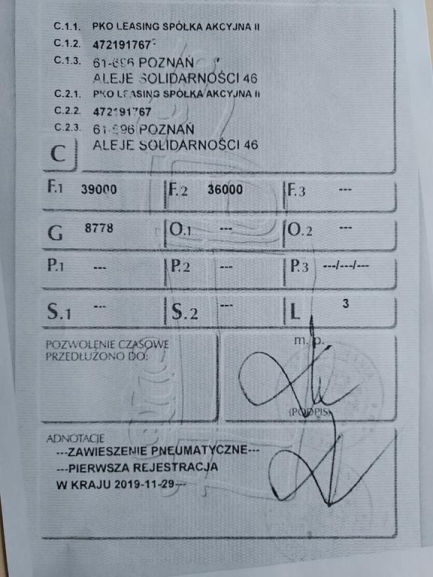 C.1.1. PKO LEASING SPÓŁKA AKCYJNA II
C.1.2. 472191767
C.1.3. 61-696 POZNAŃ
ALEJE SOLIDARNOŚCI 46
C.2.1. PKO LEASING SPÓŁKA AKCYJNA II
C.2.2. 472191767
C.2.3. 61-696 POZNAŃ
ALEJE SOLIDARNOŚCI 46
C
F.1 39000 F.2 36000 F.3 ---
G 8778 O.1 --- O.2 ---
P.1 --- P.2 --- P.3 ---/---/---
S.1 --- S.2 --- L 3
POZWOLENIE CZASOWE
PRZEDŁUŻONO DO:
m. p.
(PODPIS)
ADNOTACJE
---ZAWIESZENIE PNEUMATYCZNE---
---PIERWSZA REJESTRACJA
W KRAJU 2019-11-29---